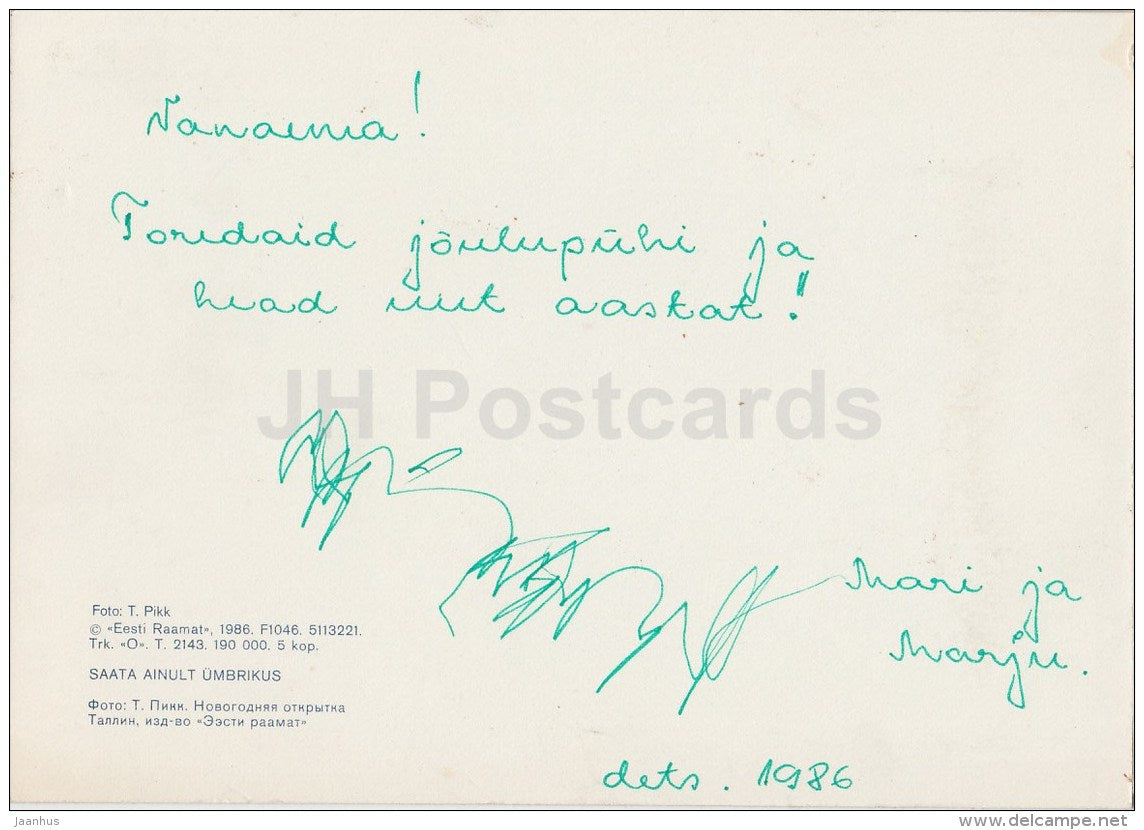 Vanaema!
Toredaid jõulupühi ja
head uut aastat!
JH Postcards
Mari ja
Marju.
Foto: T. Pikk
© «Eesti Raamat», 1986. F1046. 5113221.
Trk. «O». T. 2143. 190 000. 5 kop.
SAATA AINULT ÜMBRIKUS
Фото: Т. Пикк. Новогодняя открытка
Таллин, изд-во «Ээсти раамат»
dets. 1986
Jaanhus
delcampe.net